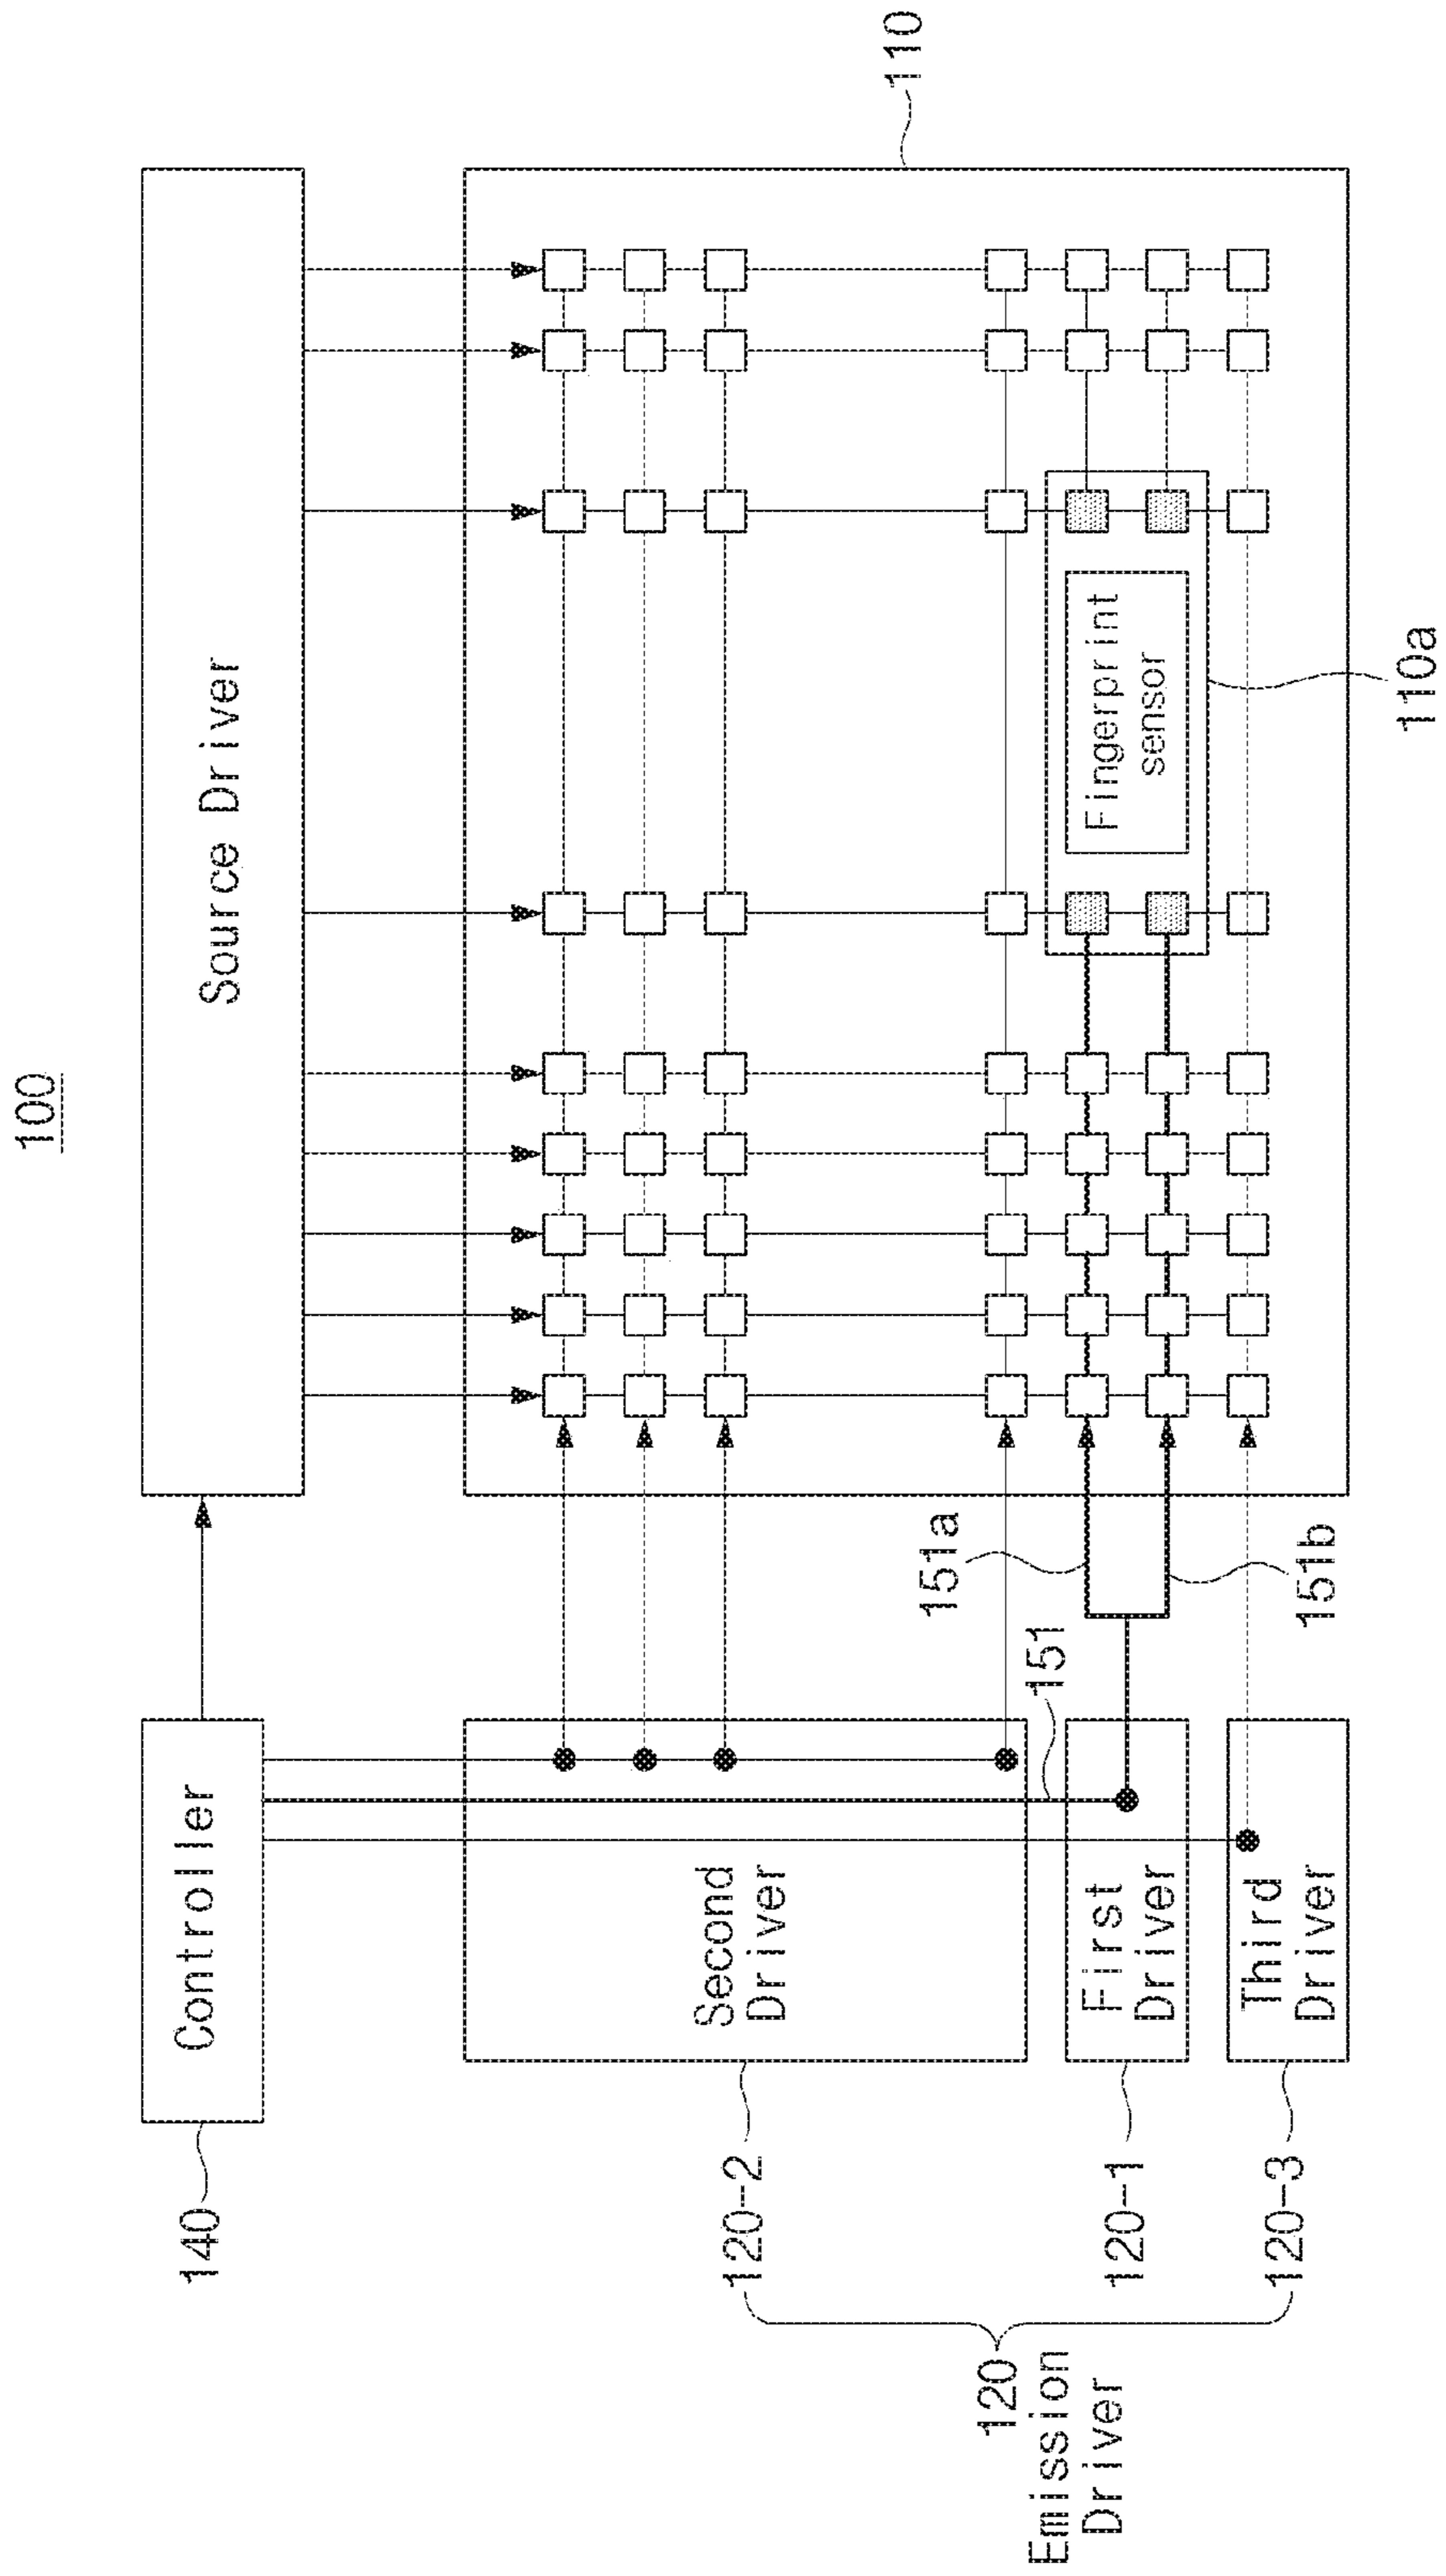 100
140
Controller
Source Driver
120
Emission
Driver
120-2
Second
Driver
120-1
First
Driver
120-3
Third
Driver
151
151a
151b
Fingerprint
sensor
110
110a